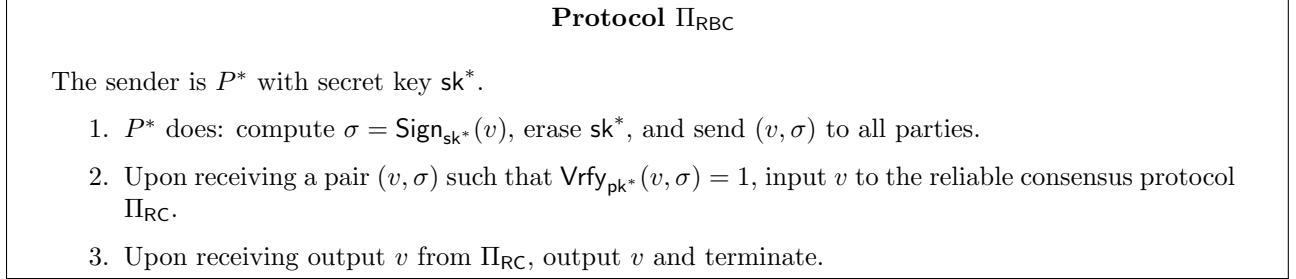 Protocol Π_RBC
The sender is P* with secret key sk*.
1. P* does: compute σ = Sign_sk*(v), erase sk*, and send (v, σ) to all parties.
2. Upon receiving a pair (v, σ) such that Vrfy_pk*(v, σ) = 1, input v to the reliable consensus protocol
Π_RC.
3. Upon receiving output v from Π_RC, output v and terminate.